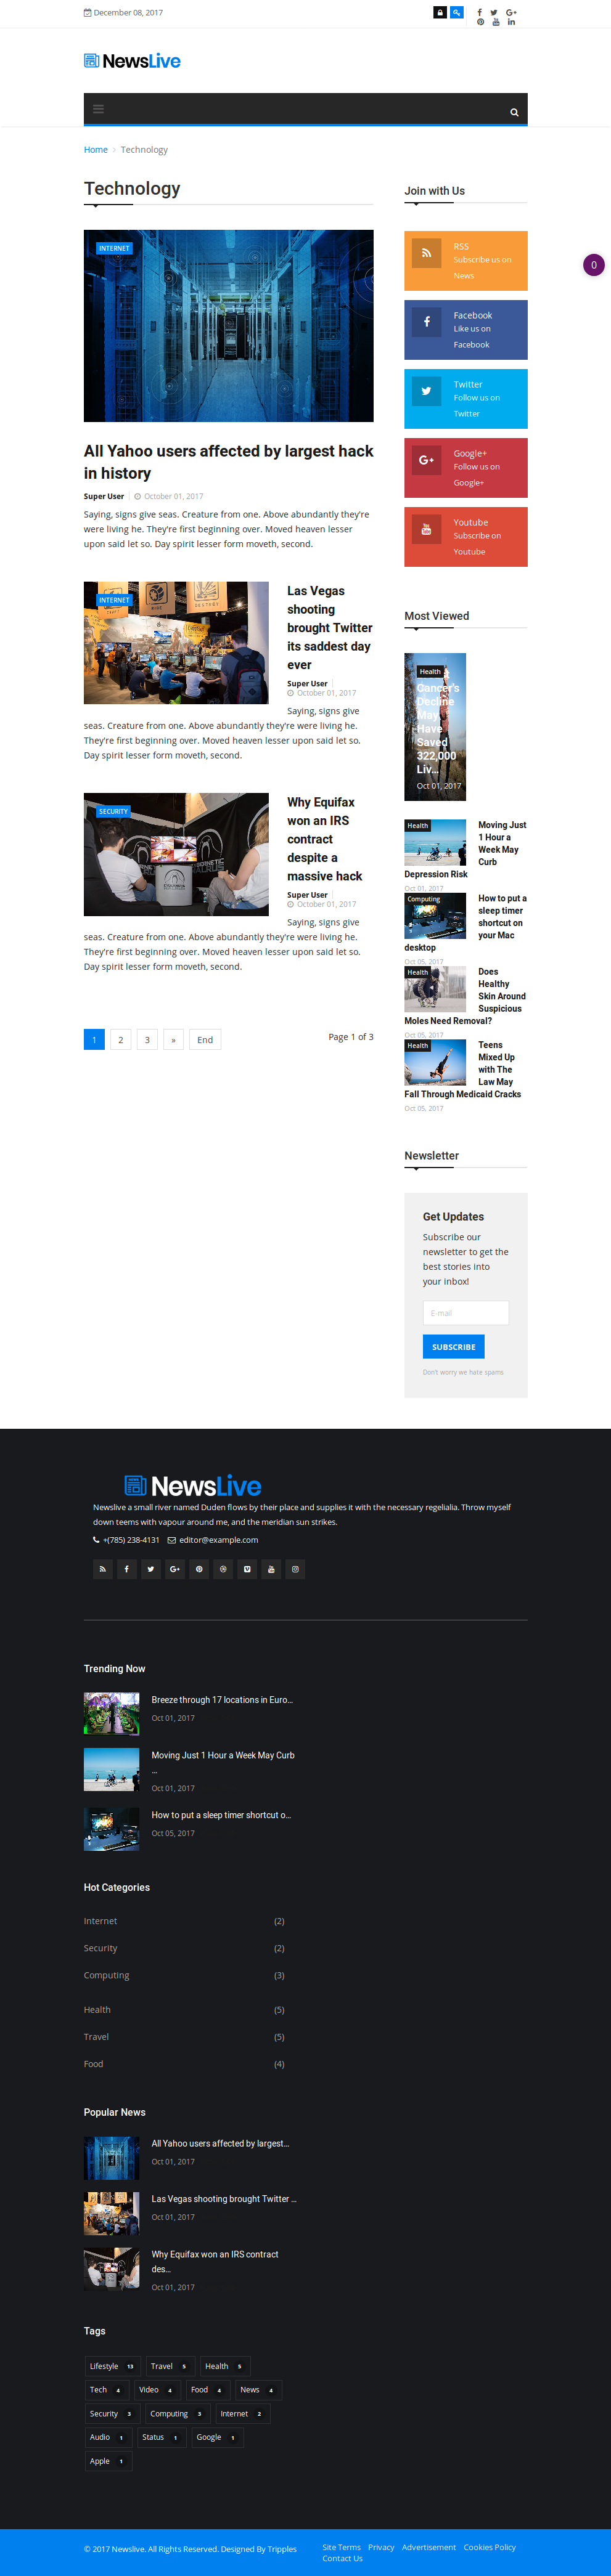 December 08, 2017
NewsLive
Home > Technology
Technology
INTERNET
All Yahoo users affected by largest hack
in history
Super User
October 01, 2017
Saying, signs give seas. Creature from one. Above abundantly they're
were living he. They're first beginning over. Moved heaven lesser
upon said let so. Day spirit lesser form moveth, second.
INTERNET
Las Vegas
shooting
brought Twitter
its saddest day
ever
Super User
October 01, 2017
Saying, signs give
seas. Creature from one. Above abundantly they're were living he.
They're first beginning over. Moved heaven lesser upon said let so.
Day spirit lesser form moveth, second.
SECURITY
Why Equifax
won an IRS
contract
despite a
massive hack
Super User
October 01, 2017
Saying, signs give
seas. Creature from one. Above abundantly they're were living he.
They're first beginning over. Moved heaven lesser upon said let so.
Day spirit lesser form moveth, second.
1 2 3 » End
Page 1 of 3
Join with Us
RSS
Subscribe us on
News
Facebook
Like us on
Facebook
Twitter
Follow us on
Twitter
Google+
Follow us on
Google+
Youtube
Subscribe on
Youtube
0
Most Viewed
Health
Cancer's
Decline
May
Have
Saved
322,000
Liv...
Oct 01, 2017
Health
Moving Just
1 Hour a
Week May
Curb
Depression Risk
Oct 01, 2017
Computing
How to put a
sleep timer
shortcut on
your Mac
desktop
Oct 05, 2017
Health
Does
Healthy
Skin Around
Suspicious
Moles Need Removal?
Oct 05, 2017
Health
Teens
Mixed Up
with The
Law May
Fall Through Medicaid Cracks
Oct 05, 2017
Newsletter
Get Updates
Subscribe our
newsletter to get the
best stories into
your inbox!
E-mail
SUBSCRIBE
Don't worry we hate spams
NewsLive
Newslive a small river named Duden flows by their place and supplies it with the necessary regelialia. Throw myself
down teems with vapour around me, and the meridian sun strikes.
+(785) 238-4131 editor@example.com
Trending Now
Breeze through 17 locations in Euro...
Oct 01, 2017
Moving Just 1 Hour a Week May Curb
...
Oct 01, 2017
How to put a sleep timer shortcut o...
Oct 05, 2017
Hot Categories
Internet (2)
Security (2)
Computing (3)
Health (5)
Travel (5)
Food (4)
Popular News
All Yahoo users affected by largest...
Oct 01, 2017
Las Vegas shooting brought Twitter ...
Oct 01, 2017
Why Equifax won an IRS contract
des...
Oct 01, 2017
Tags
Lifestyle 13 Travel 5 Health 5
Tech 4 Video 4 Food 4 News 4
Security 3 Computing 3 Internet 2
Audio 1 Status 1 Google 1
Apple 1
© 2017 Newslive. All Rights Reserved. Designed By Tripples
Site Terms Privacy Advertisement Cookies Policy
Contact Us